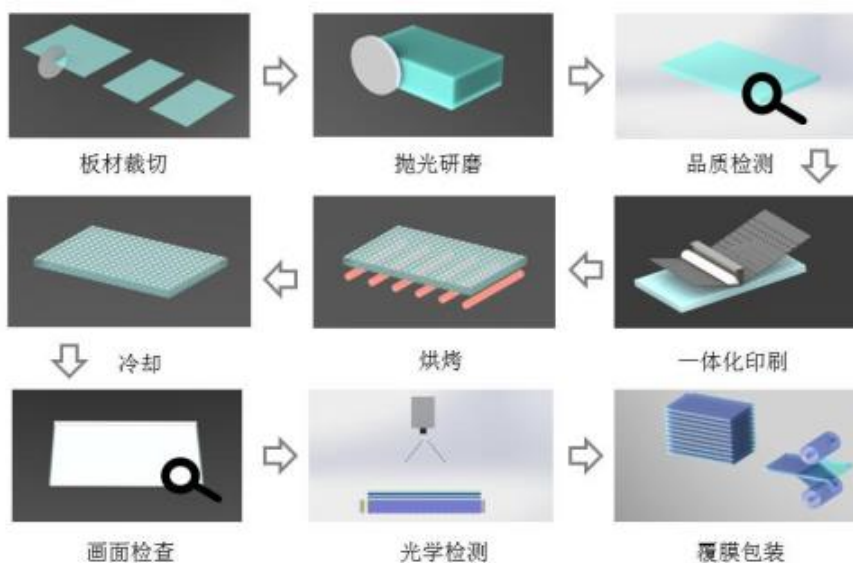 板材裁切
抛光研磨
品质检测
一体化印刷
烘烤
冷却
画面检查
光学检测
覆膜包装